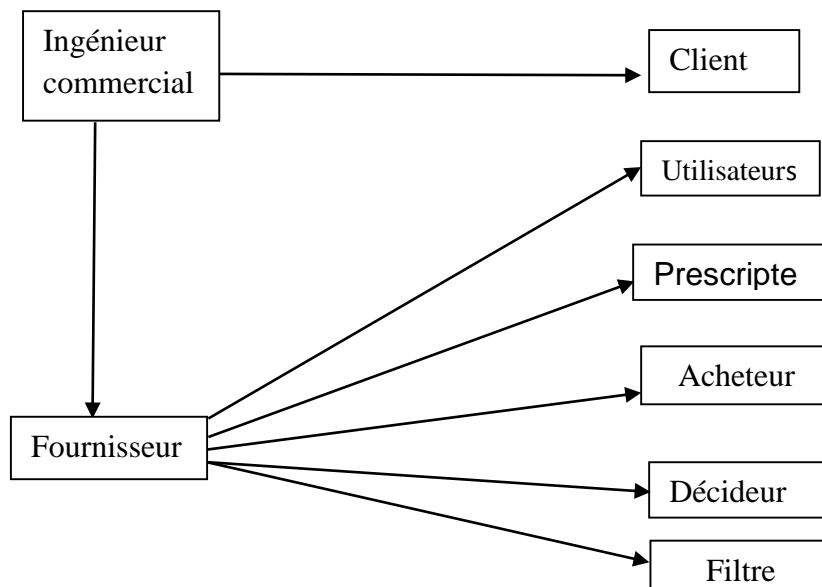 Ingénieur
commercial
Client
Utilisateurs
Prescripte
Acheteur
Fournisseur
Décideur
Filtre